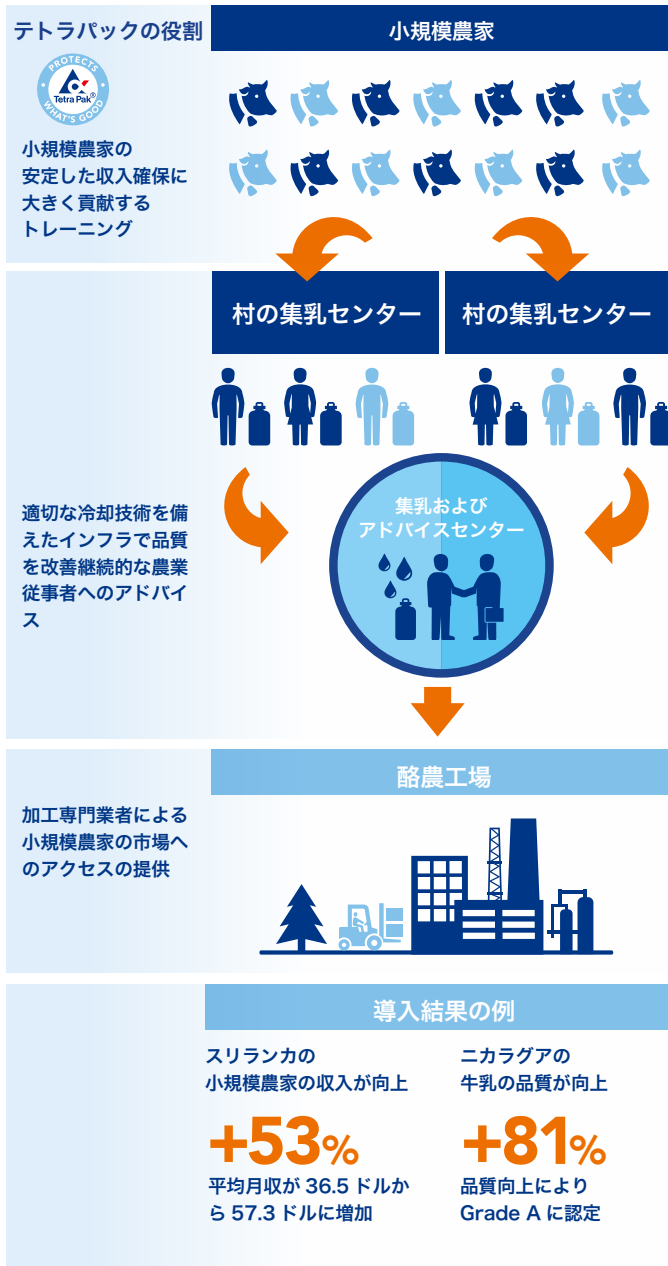 テトラパックの役割
小規模農家
PROTECTS
Tetra Pak®
WHAT'S GOOD
小規模農家の
安定した収入確保に
大きく貢献する
トレーニング
村の集乳センター
村の集乳センター
適切な冷却技術を備
えたインフラで品質
を改善継続的な農業
従事者へのアドバイ
ス
集乳および
アドバイスセンター
酪農工場
加工専門業者による
小規模農家の市場へ
のアクセスの提供
導入結果の例
スリランカの
小規模農家の収入が向上
+53%
平均月収が 36.5 ドルか
ら 57.3 ドルに増加
ニカラグアの
牛乳の品質が向上
+81%
品質向上により
Grade A に認定